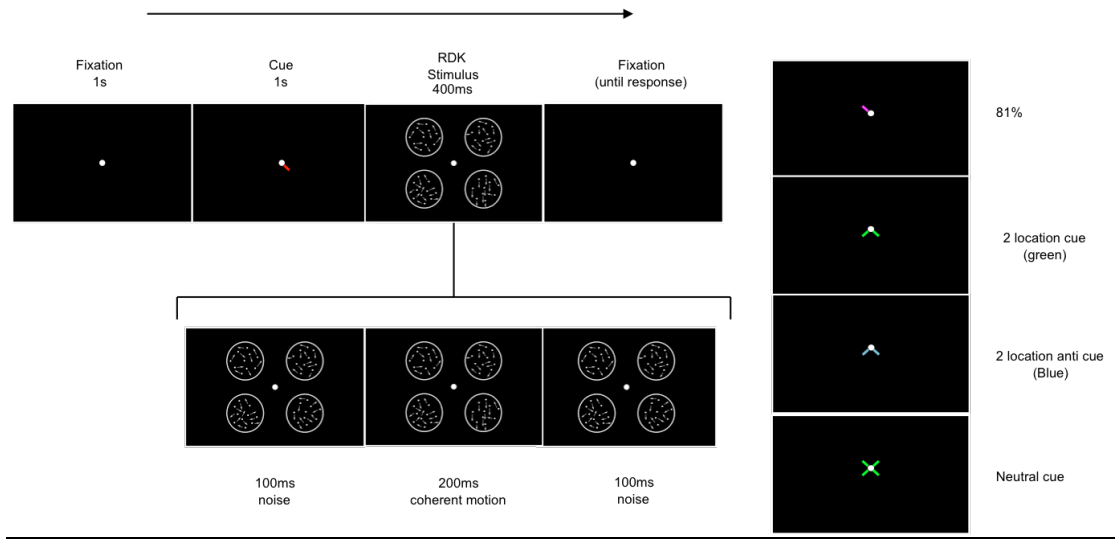 Fixation
1s
Cue
1s
RDK
Stimulus
400ms
Fixation
(until response)
100ms
noise
200ms
coherent motion
100ms
noise
81%
2 location cue
(green)
2 location anti cue
(Blue)
Neutral cue